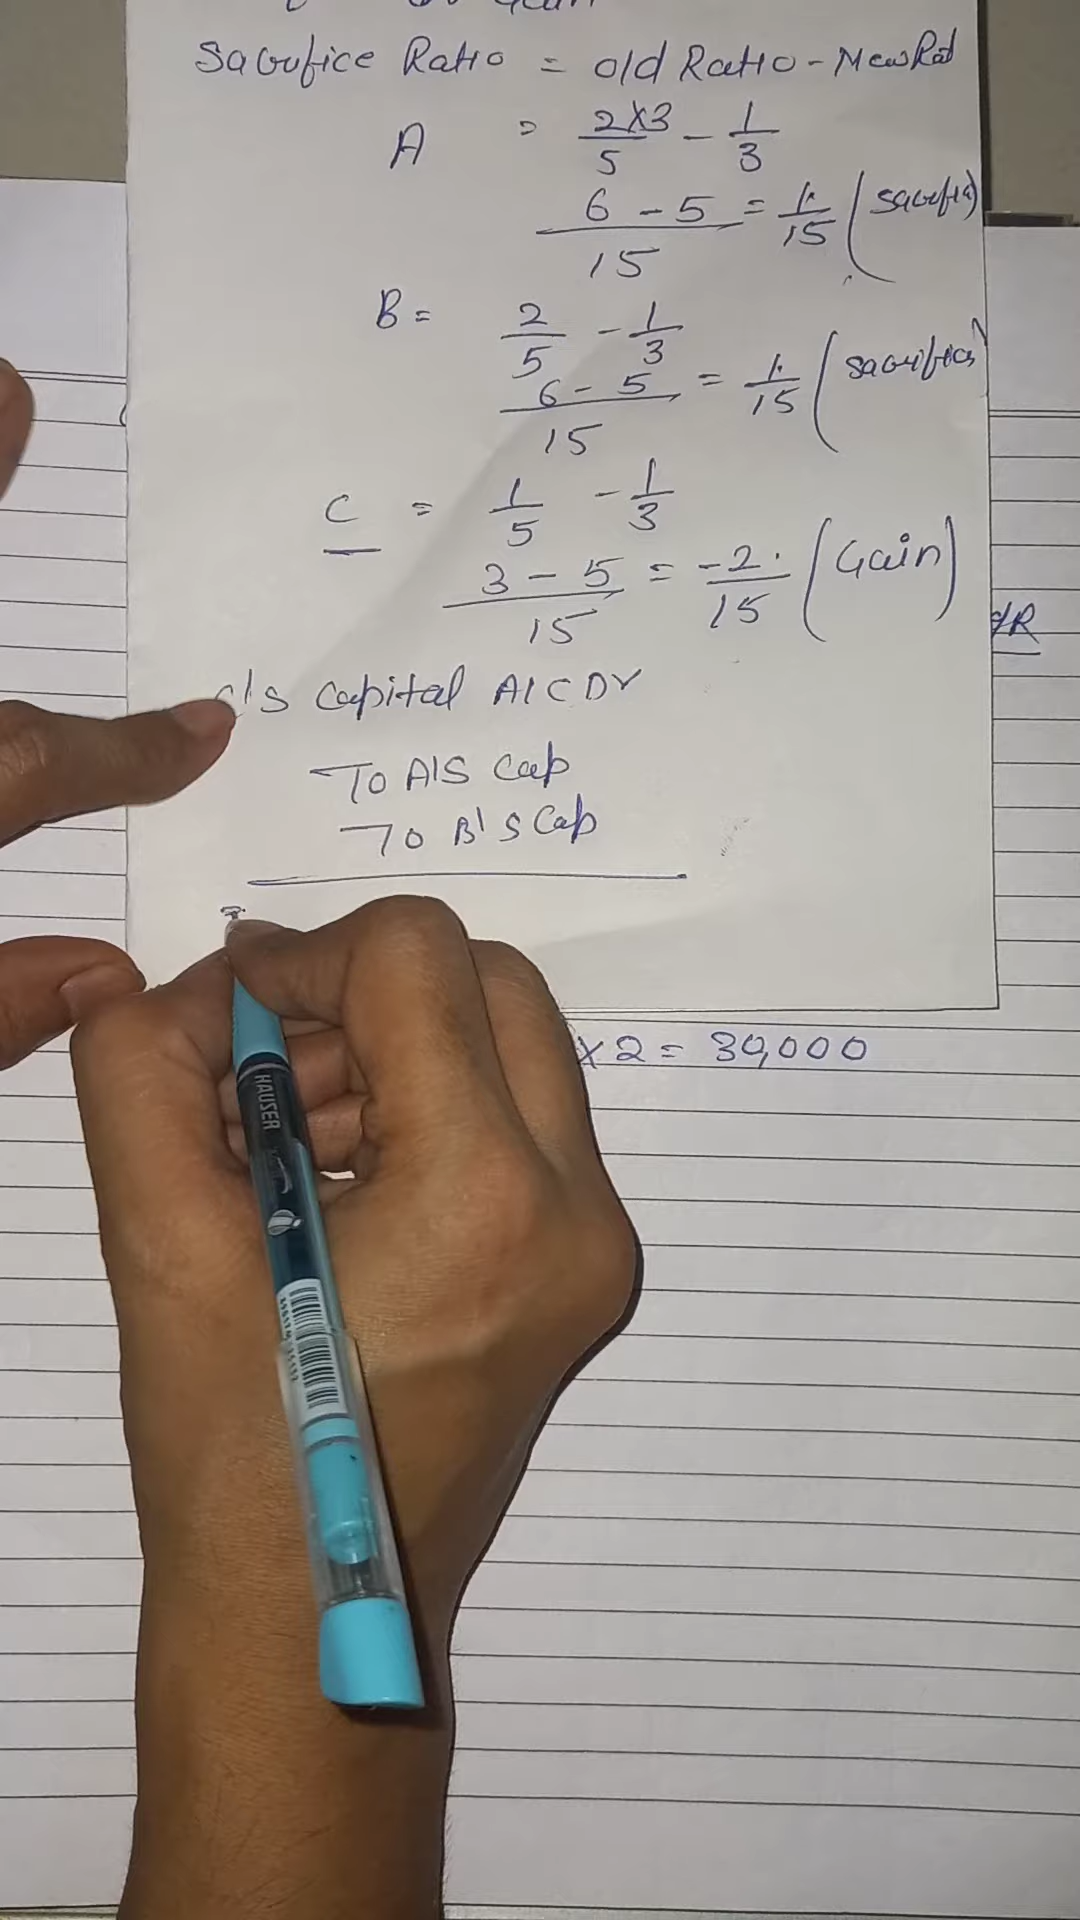 Sacrifice Ratio = old Ratio - New Rat
A = 2×3/5 - 1/3
6 - 5 / 15 = 1/15 (sacrific)
B = 2/5 - 1/3
6 - 5 / 15 = 1/15 (sacrifics)
C = 1/5 - 1/3
3 - 5 / 15 = -2/15 (Gain)
C's Capital A/C Dr
To A's Cap
To B's Cap
×2 = 30,000
HAUSER